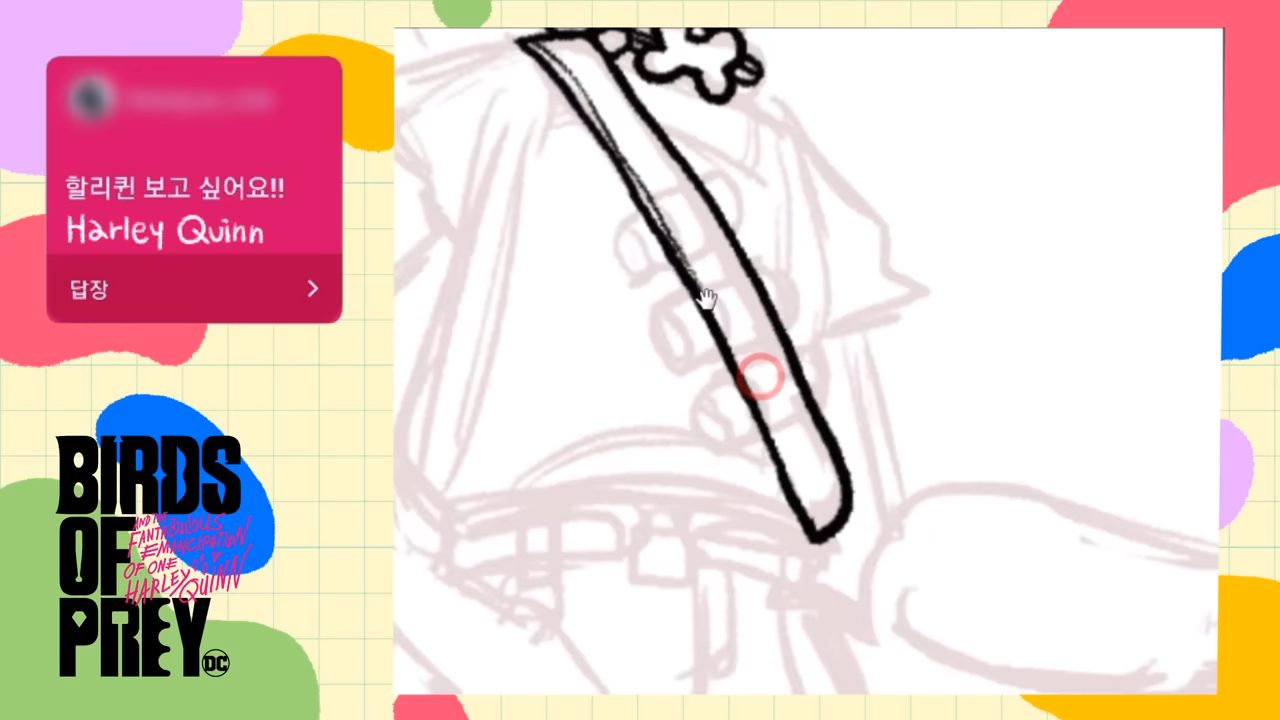 할리퀸 보고 싶어요!!
Harley Quinn
답장
BIRDS
OF
AND THE
FANTABULOUS
EMANCIPATION
OF ONE
HARLEY
QUINN
PREY
DC